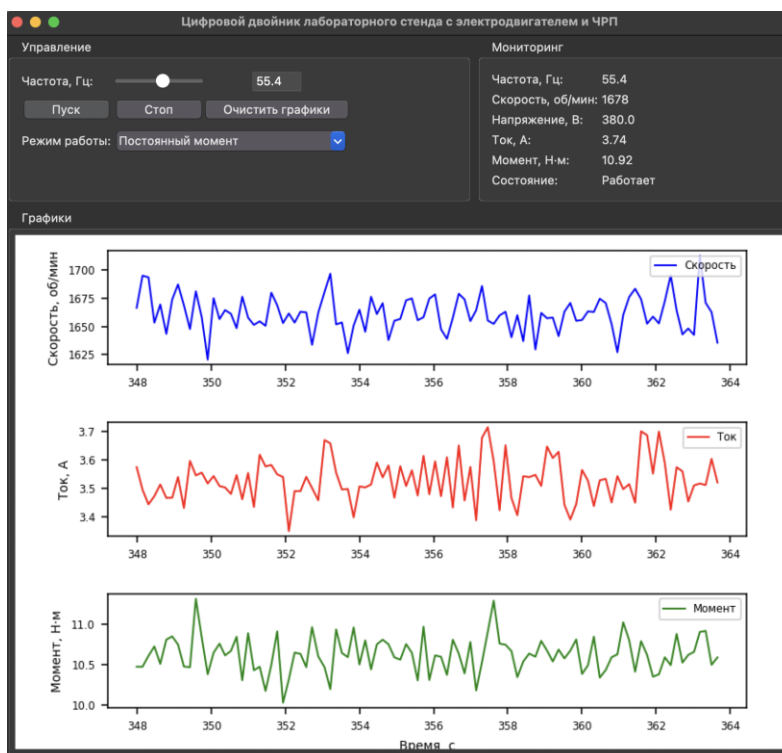 Цифровой двойник лабораторного стенда с электродвигателем и ЧРП
Управление
Частота, Гц: 55.4
Пуск Стоп Очистить графики
Режим работы: Постоянный момент
Мониторинг
Частота, Гц: 55.4
Скорость, об/мин: 1678
Напряжение, В: 380.0
Ток, А: 3.74
Момент, Н·м: 10.92
Состояние: Работает
Графики
Скорость, об/мин
1700
1675
1650
1625
Скорость
348 350 352 354 356 358 360 362 364
Ток, А
3.7
3.6
3.5
3.4
Ток
348 350 352 354 356 358 360 362 364
Момент, Н·м
11.0
10.5
10.0
Момент
348 350 352 354 356 358 360 362 364
Время, с